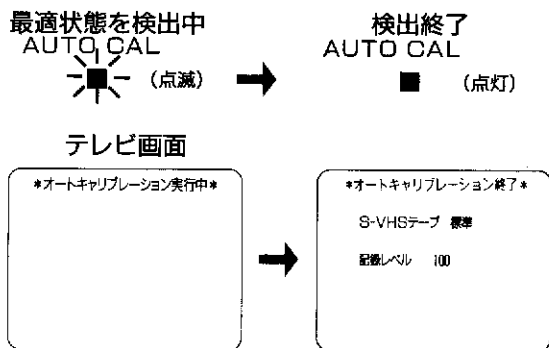 最適状態を検出中
AUTO CAL
(点滅)
検出終了
AUTO CAL
(点灯)
テレビ画面
*オートキャリブレーション実行中*
*オートキャリブレーション終了*
S-VHSテープ 標準
記録レベル 100